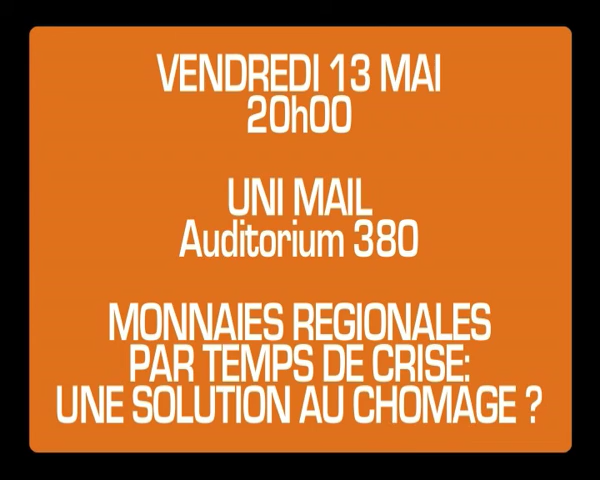 VENDREDI 13 MAI
20h00
UNI MAIL
Auditorium 380
MONNAIES REGIONALES
PAR TEMPS DE CRISE:
UNE SOLUTION AU CHOMAGE ?